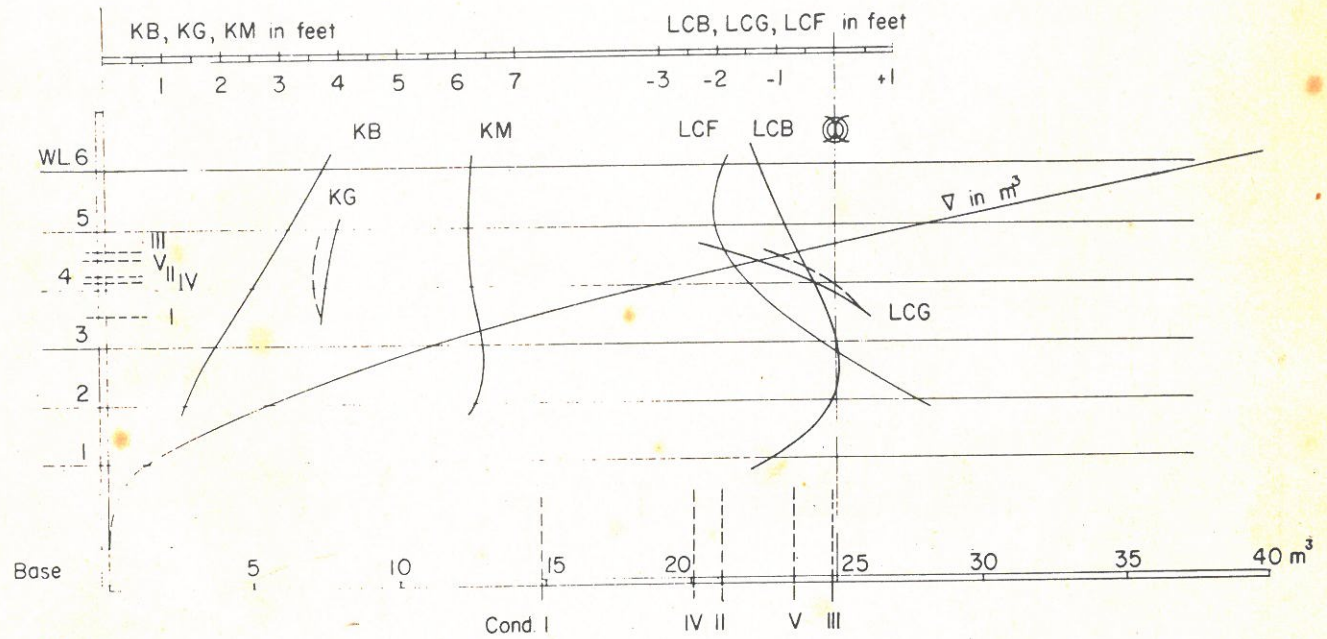 KB, KG, KM in feet
LCB, LCG, LCF in feet
1 2 3 4 5 6 7
-3 -2 -1 +1
KB KM LCF LCB
WL 6
KG
∇ in m³
5
III
V
4 II IV
I
LCG
3
2
1
Base 5 10 15 20 25 30 35 40 m³
Cond. I IV II V III